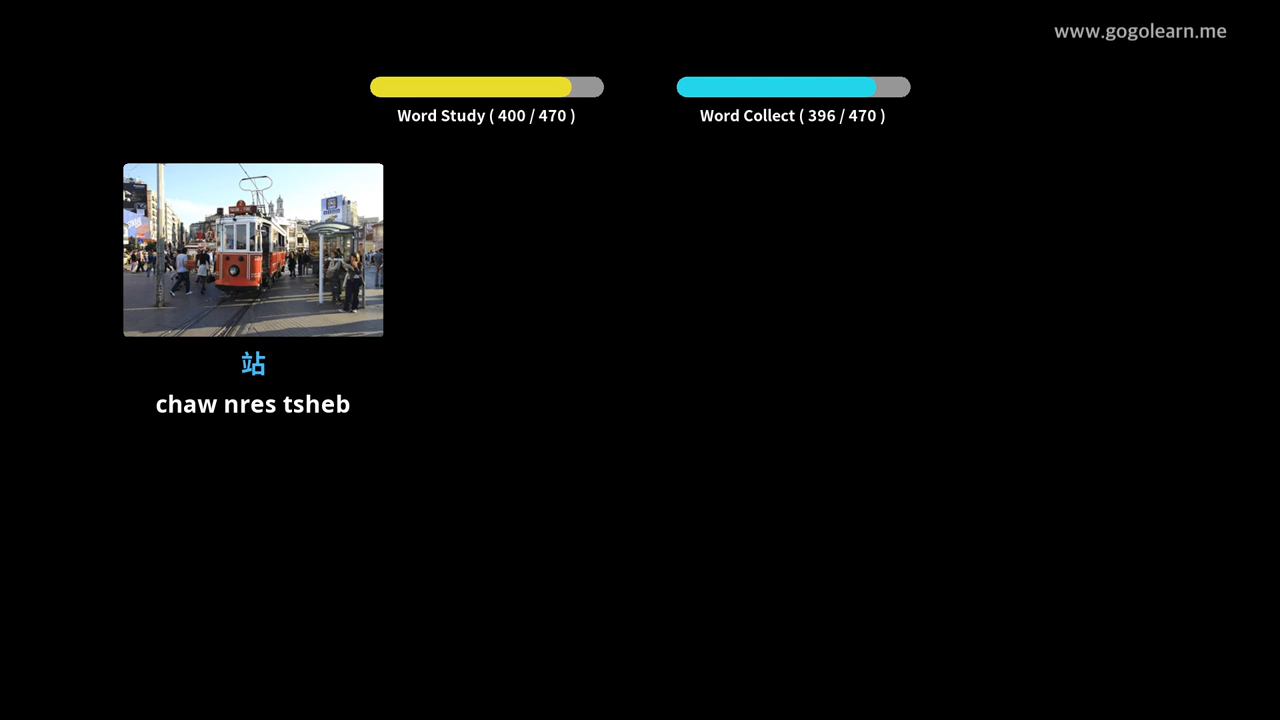 www.gogolearn.me
Word Study ( 400 / 470 )
Word Collect ( 396 / 470 )
站
chaw nres tsheb